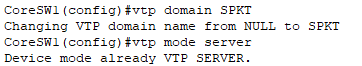 CoreSW1(config)#vtp domain SPKT
Changing VTP domain name from NULL to SPKT
CoreSW1(config)#vtp mode server
Device mode already VTP SERVER.